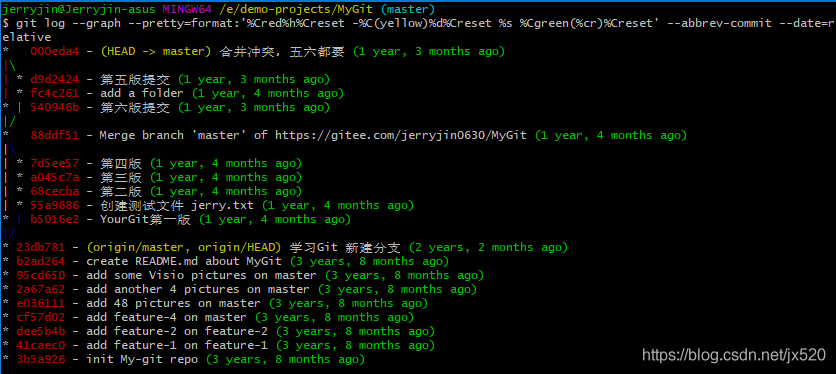 jerryjin@Jerryjin-asus MINGW64 /e/demo-projects/MyGit (master)
$ git log --graph --pretty=format:'%Cred%h%Creset -%C(yellow)%d%Creset %s %Cgreen(%cr)%Creset' --abbrev-commit --date=r
elative
*   000eda4 - (HEAD -> master) 合并冲突, 五六都要 (1 year, 3 months ago)
|\
| * d9d2424 - 第五版提交 (1 year, 3 months ago)
| * fc4c261 - add a folder (1 year, 4 months ago)
* | 540946b - 第六版提交 (1 year, 3 months ago)
|/
*   88ddf51 - Merge branch 'master' of https://gitee.com/jerryjin0630/MyGit (1 year, 4 months ago)
|\
| * 7d5ee57 - 第四版 (1 year, 4 months ago)
| * a045c7a - 第三版 (1 year, 4 months ago)
| * 68cecba - 第二版 (1 year, 4 months ago)
| * 55a9686 - 创建测试文件 jerry.txt (1 year, 4 months ago)
* | b5016e2 - YourGit第一版 (1 year, 4 months ago)
|/
* 23db781 - (origin/master, origin/HEAD) 学习Git 新建分支 (2 years, 2 months ago)
* b2ad264 - create README.md about MyGit (3 years, 8 months ago)
* 95cd650 - add some Visio pictures on master (3 years, 8 months ago)
* 2a67a62 - add another 4 pictures on master (3 years, 8 months ago)
* e036111 - add 48 pictures on master (3 years, 8 months ago)
* cf57d02 - add feature-4 on master (3 years, 8 months ago)
* dee5b4b - add feature-2 on feature-2 (3 years, 8 months ago)
* 41caec0 - add feature-1 on feature-1 (3 years, 8 months ago)
* 3b5a926 - init My-git repo (3 years, 8 months ago)
https://blog.csdn.net/jx520